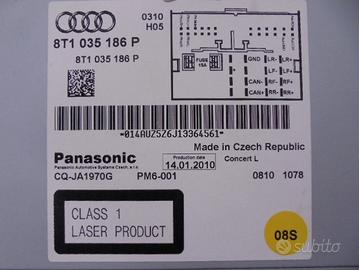 0310
H05
8T1 035 186 P
8T1 035 186 P
FUSE
15A
GND
LR-
LF-
LR+
LF+
CAN-
RF-
RF+
CAN+
RR-
RR+
*014AUZ5Z6J13364561*
Made in Czech Republic
Panasonic
Panasonic Automotive Systems Czech, s.r.o.
Production date
14.01.2010
Concert L
CQ-JA1970G
PM6-001
0810 1078
CLASS 1
LASER PRODUCT
08S
subito